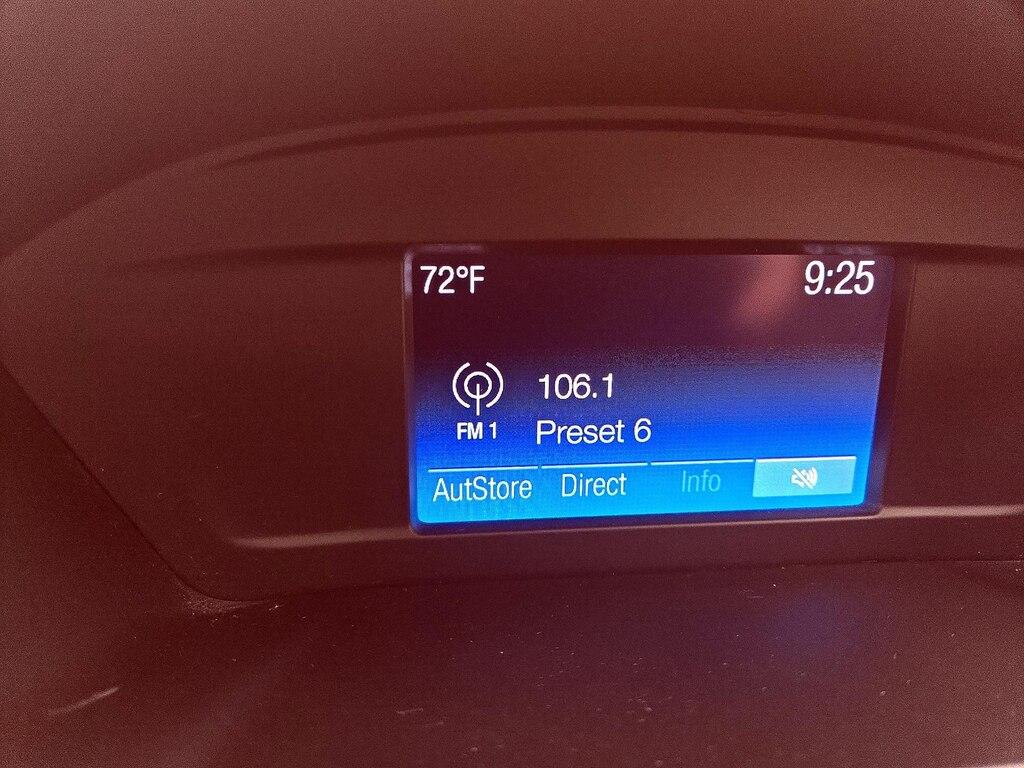 72°F 9:25
106.1
FM 1 Preset 6
AutStore Direct Info